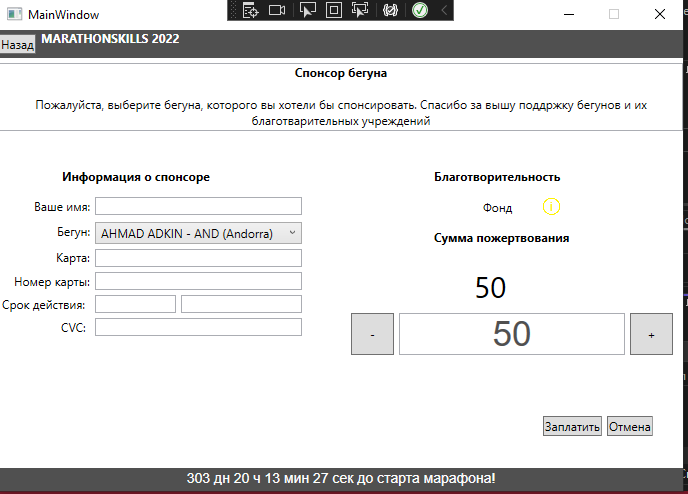 MainWindow
Назад
MARATHONSKILLS 2022
Спонсор бегуна
Пожалуйста, выберите бегуна, которого вы хотели бы спонсировать. Спасибо за вышу поддржку бегунов и их
благотварительных учреждений
Информация о спонсоре
Ваше имя:
Бегун: AHMAD ADKIN - AND (Andorra)
Карта:
Номер карты:
Срок действия:
CVC:
Благотворительность
Фонд
Сумма пожертвования
50
- 50 +
Заплатить Отмена
303 дн 20 ч 13 мин 27 сек до старта марафона!